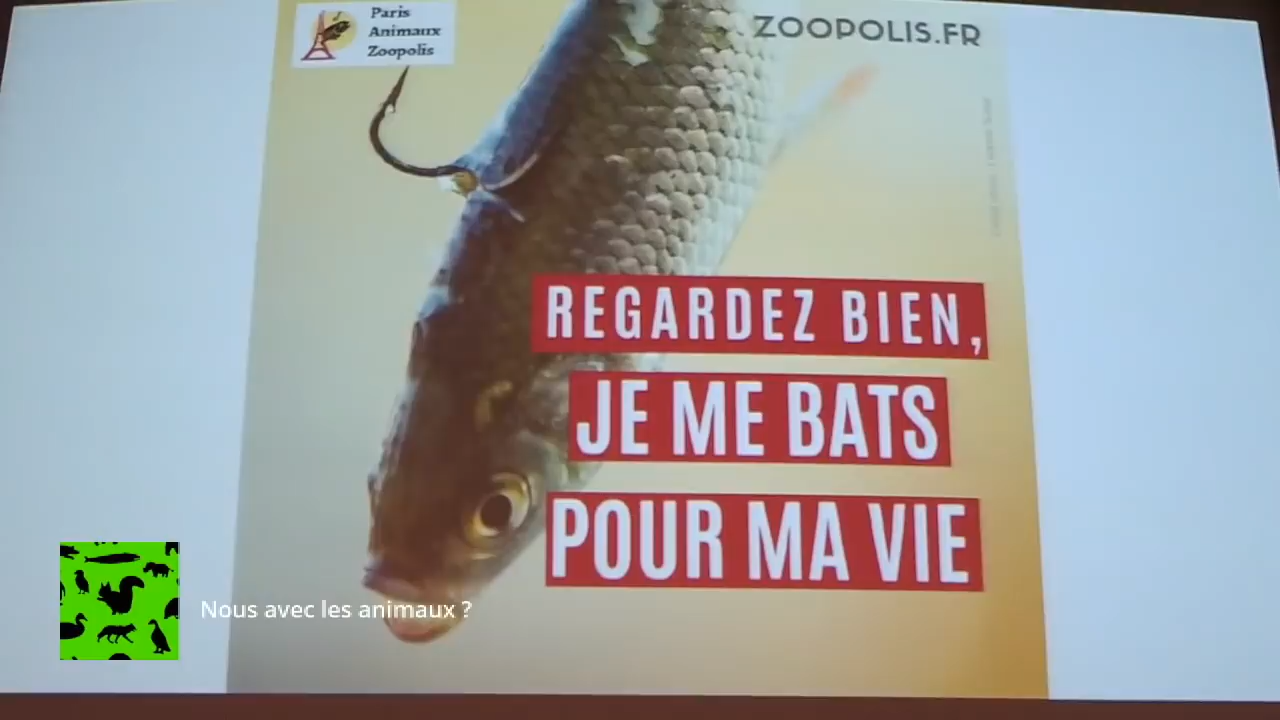 Paris
Animaux
Zoopolis
ZOOPOLIS.FR
REGARDEZ BIEN,
JE ME BATS
POUR MA VIE
Nous avec les animaux ?